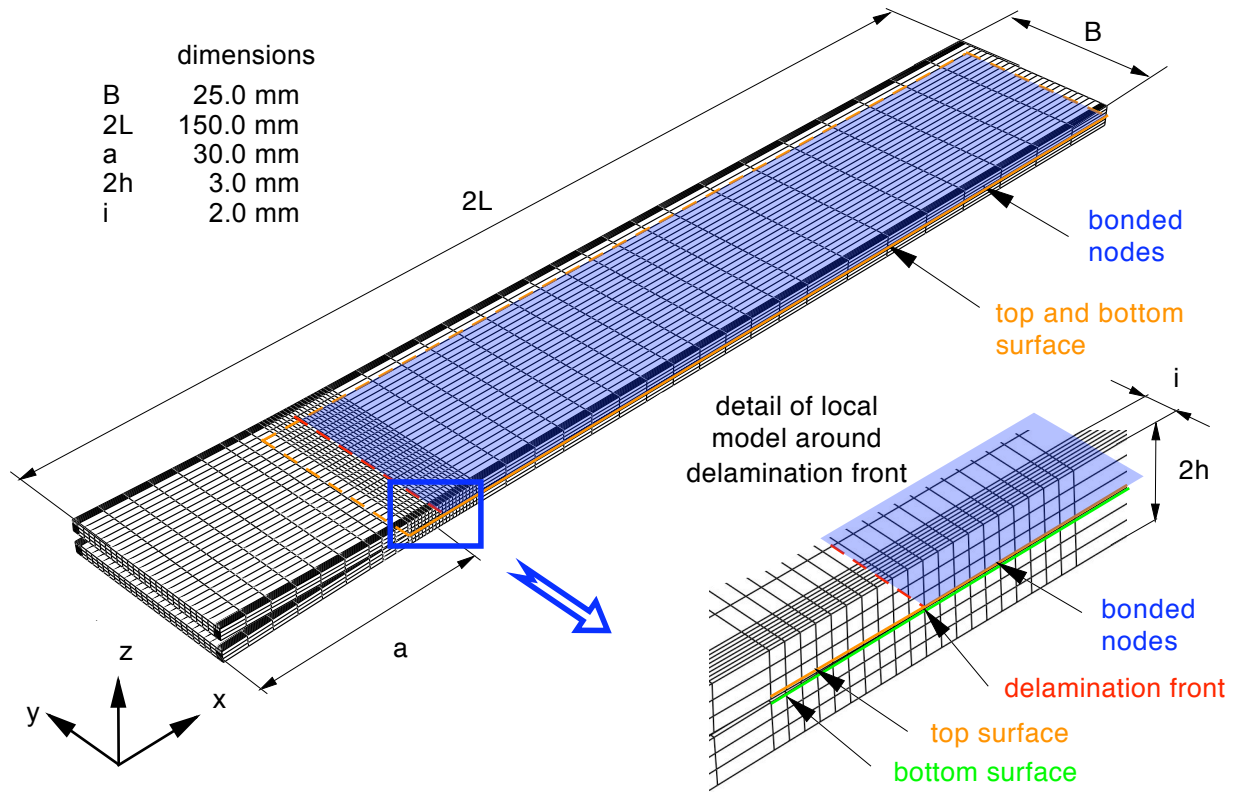 dimensions
B 25.0 mm
2L 150.0 mm
a 30.0 mm
2h 3.0 mm
i 2.0 mm
B
2L
bonded
nodes
top and bottom
surface
i
detail of local
model around
delamination front
2h
a
z
y
x
bonded
nodes
delamination front
top surface
bottom surface